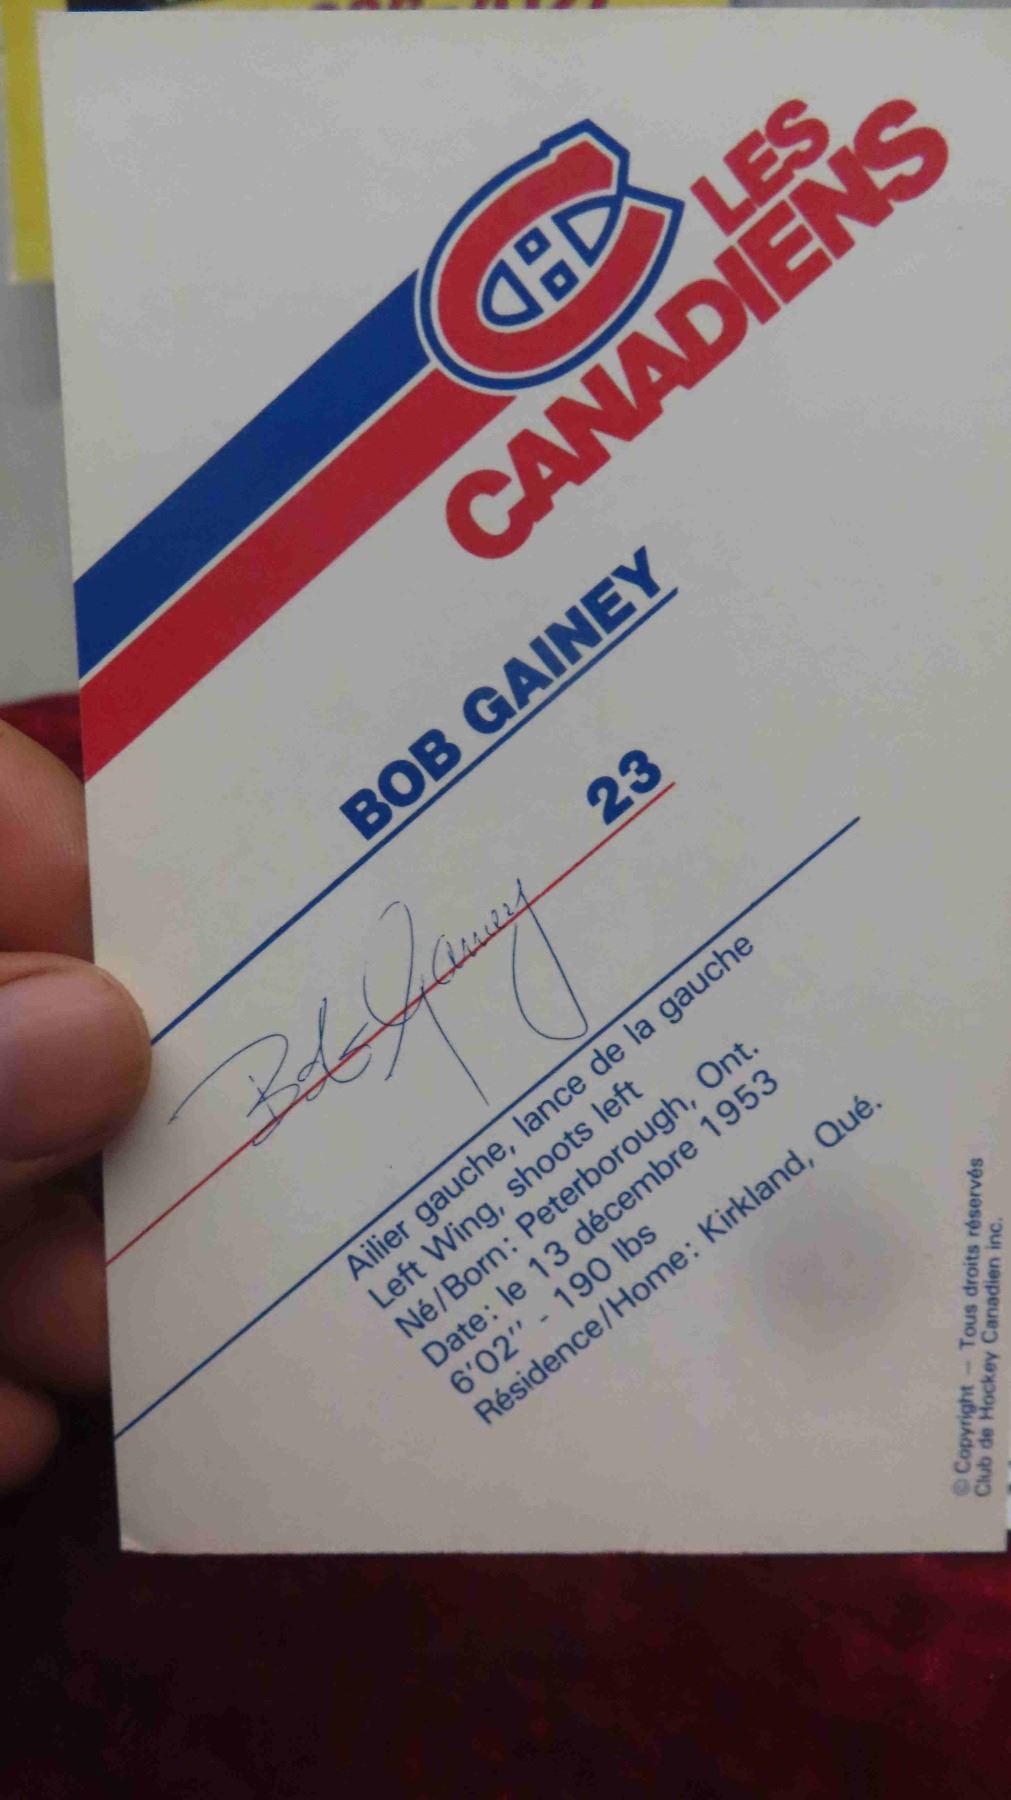 LES
CANADIENS
BOB GAINEY
23
Bob Gainey
Ailier gauche, lance de la gauche
Left Wing, shoots left
Né/Born: Peterborough, Ont.
Date: le 13 décembre 1953
6'02" - 190 lbs
Résidence/Home: Kirkland, Qué.
© Copyright – Tous droits réservés
Club de Hockey Canadien inc.